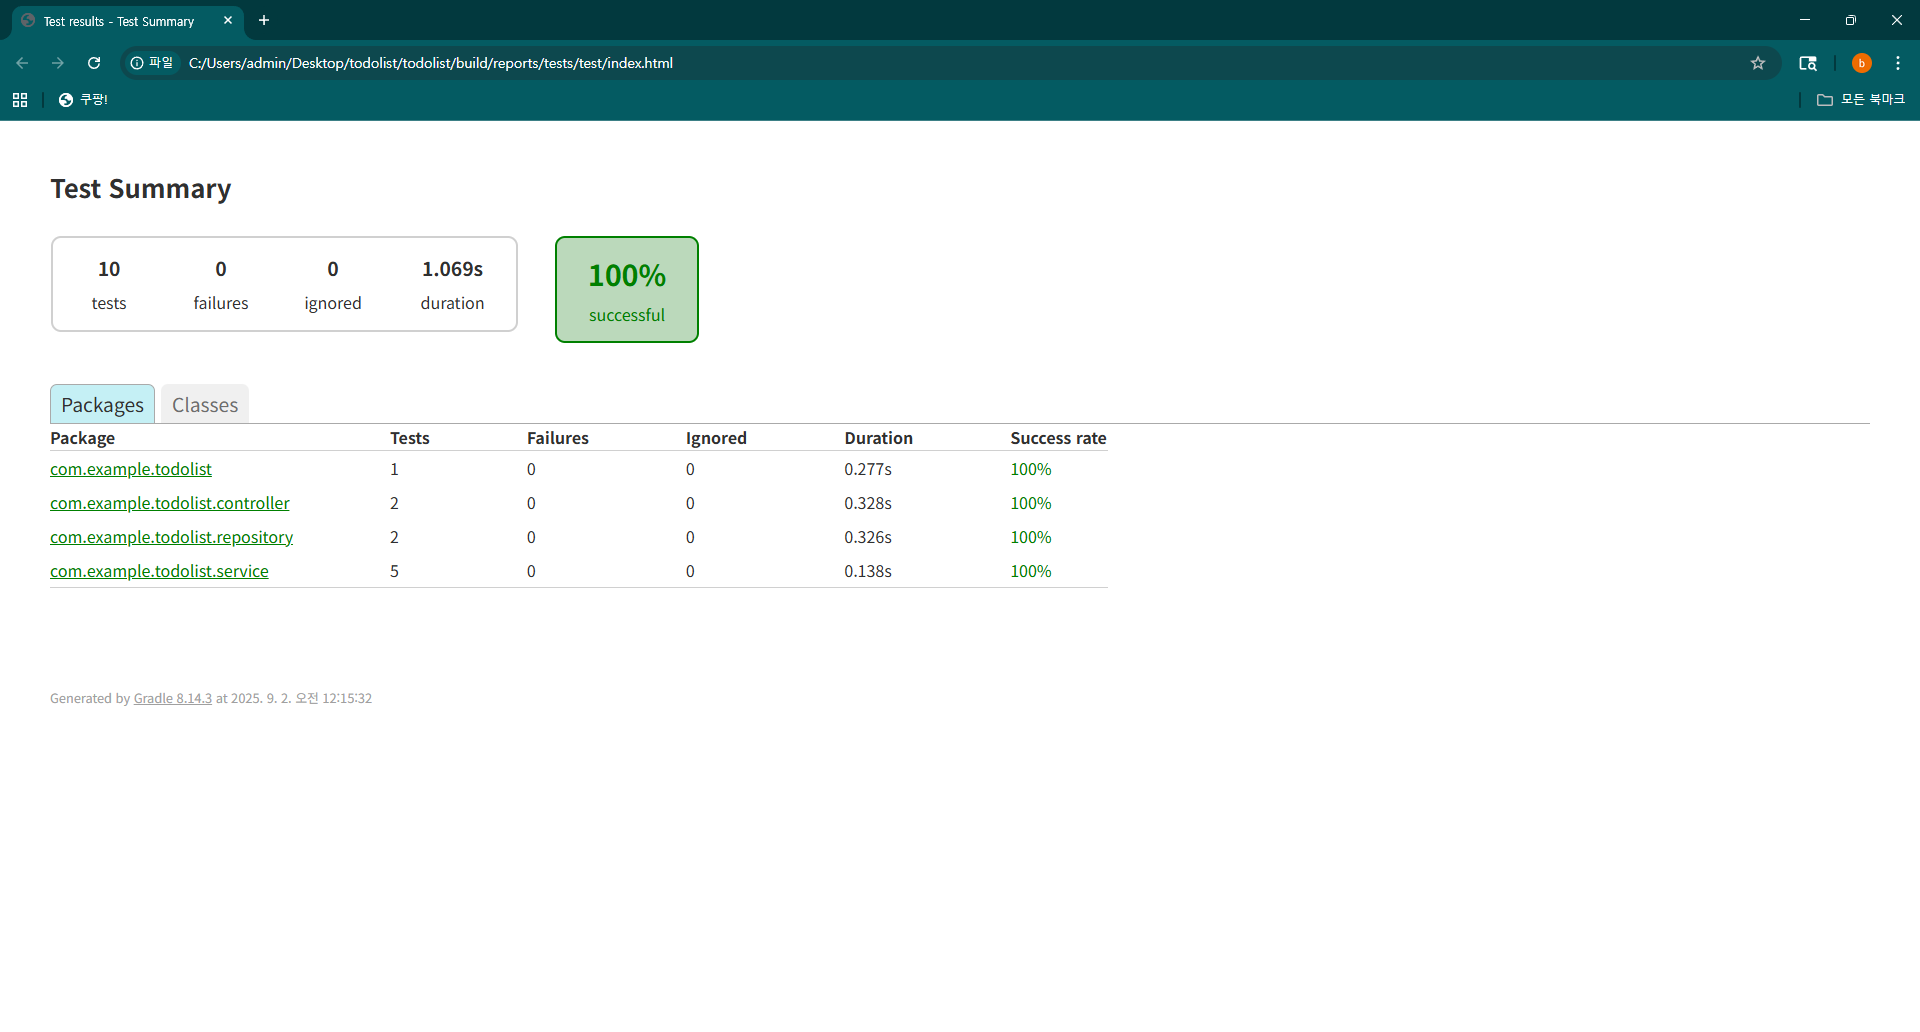 Test results - Test Summary
파일 C:/Users/admin/Desktop/todolist/todolist/build/reports/tests/test/index.html
b
쿠팡!
모든 북마크
Test Summary
10 0 0 1.069s
tests failures ignored duration
100%
successful
Packages Classes
Package Tests Failures Ignored Duration Success rate
com.example.todolist 1 0 0 0.277s 100%
com.example.todolist.controller 2 0 0 0.328s 100%
com.example.todolist.repository 2 0 0 0.326s 100%
com.example.todolist.service 5 0 0 0.138s 100%
Generated by Gradle 8.14.3 at 2025. 9. 2. 오전 12:15:32